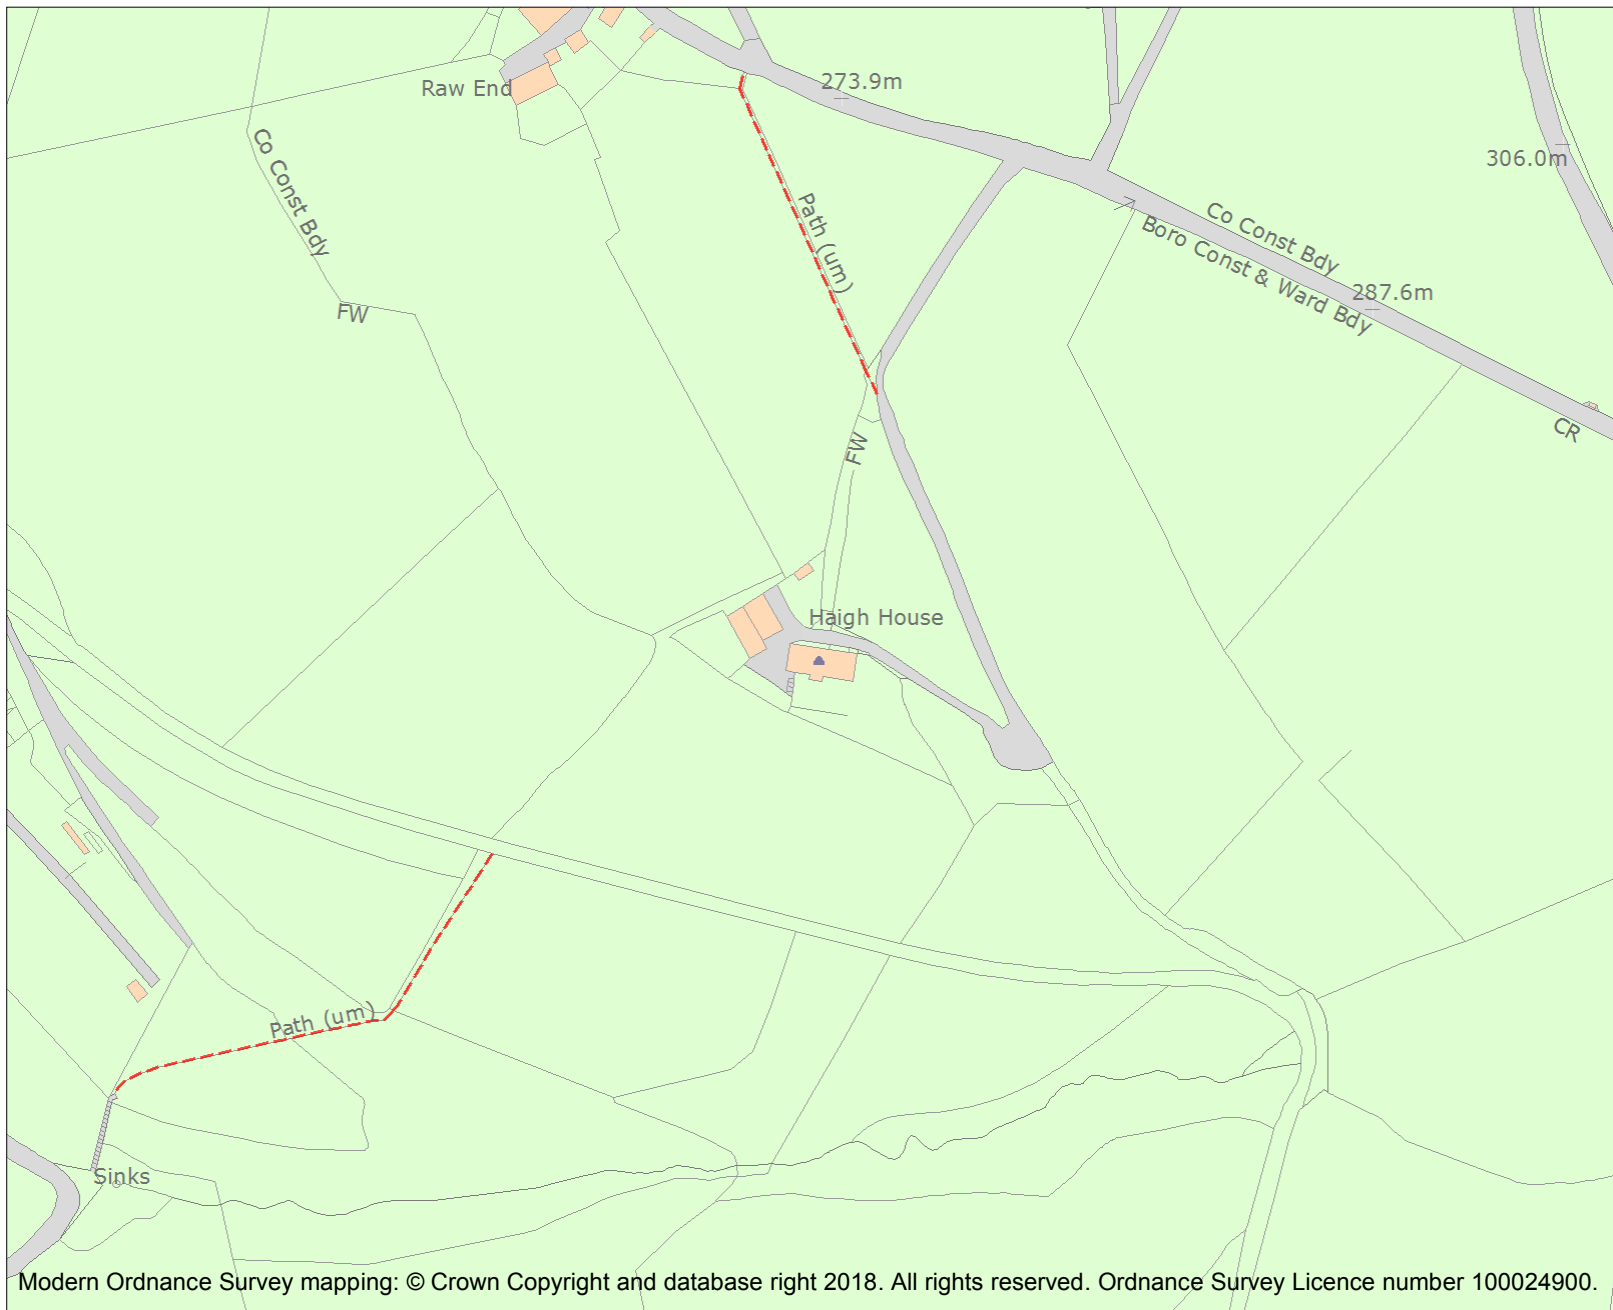 Raw End
273.9m
306.0m
Co Const Bdy
Path (um)
Co Const Bdy
Boro Const & Ward Bdy
287.6m
FW
CR
FW
Haigh House
Path (um)
Sinks
Modern Ordnance Survey mapping: © Crown Copyright and database right 2018. All rights reserved. Ordnance Survey Licence number 100024900.